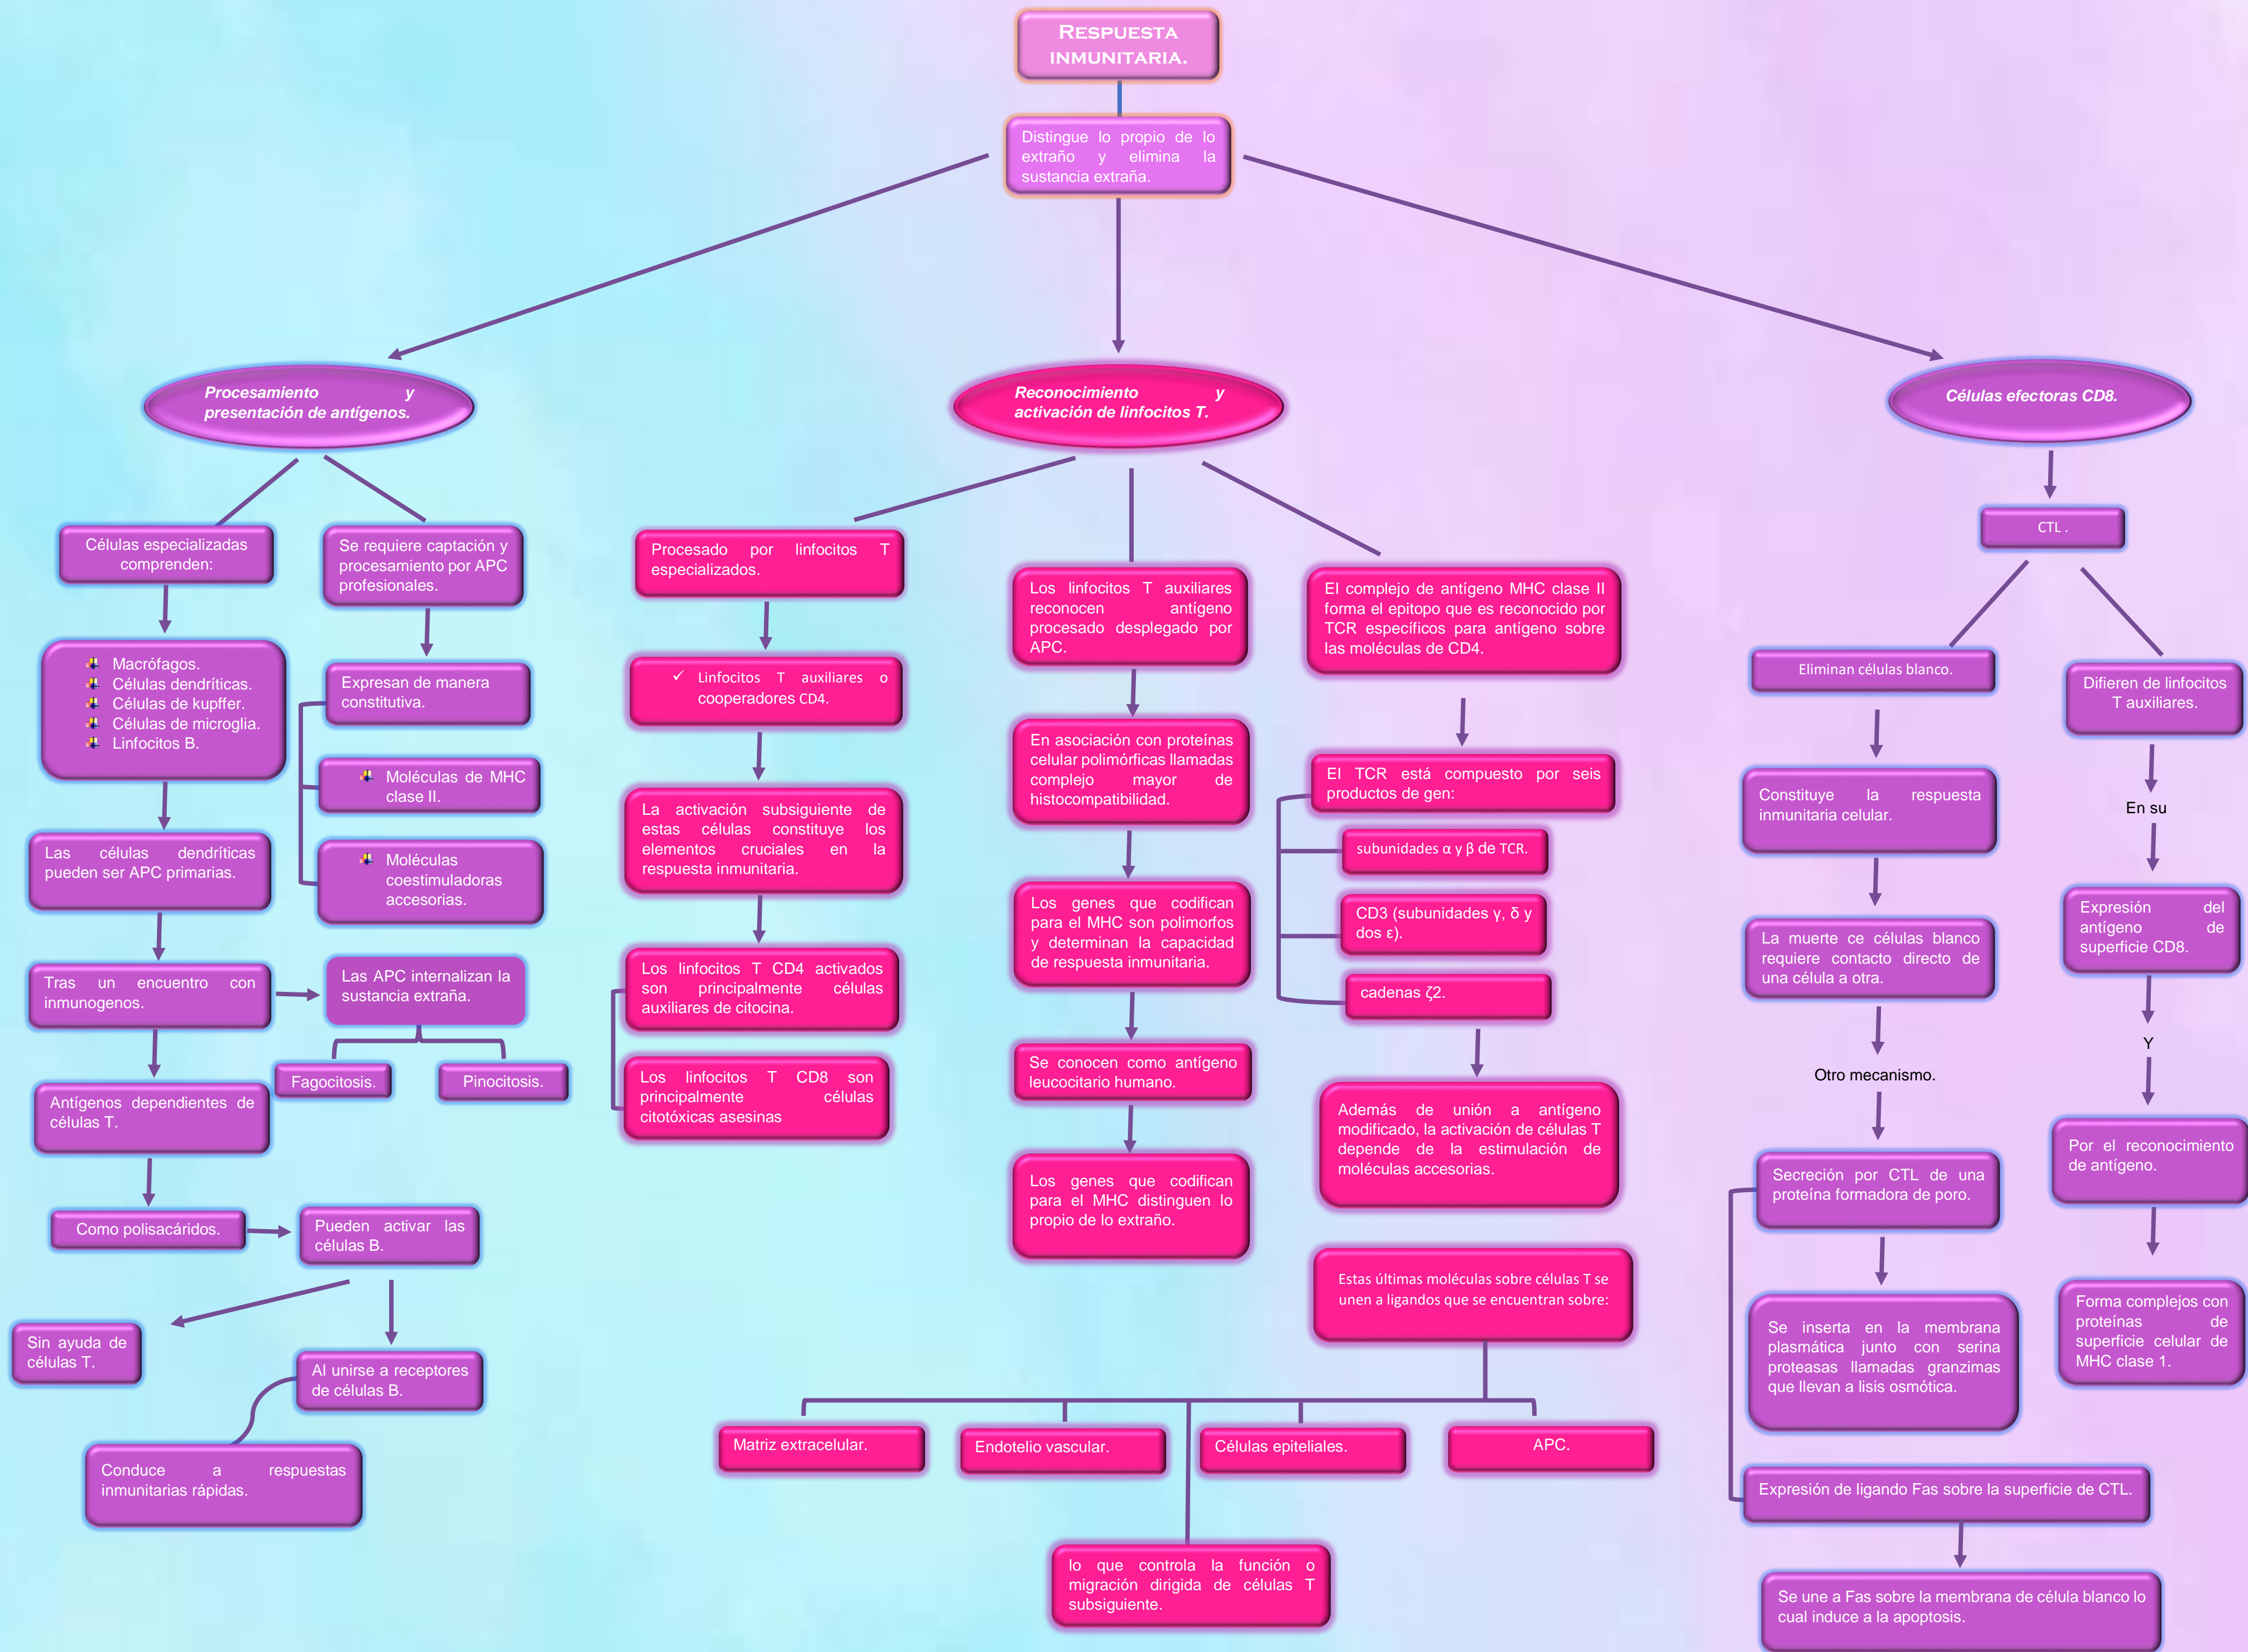 RESPUESTA
INMUNITARIA.
Distingue lo propio de lo
extraño y elimina la
sustancia extraña.
Procesamiento y
presentación de antígenos.
Células especializadas
comprenden:
Macrófagos.
Células dendríticas.
Células de kupffer.
Células de microglia.
Linfocitos B.
Las células dendríticas
pueden ser APC primarias.
Tras un encuentro con
inmunogenos.
Antígenos dependientes de
células T.
Como polisacáridos.
Pueden activar las
células B.
Sin ayuda de
células T.
Al unirse a receptores
de células B.
Conduce a respuestas
inmunitarias rápidas.
Las APC internalizan la
sustancia extraña.
Fagocitosis.
Pinocitosis.
Se requiere captación y
procesamiento por APC
profesionales.
Expresan de manera
constitutiva.
Moléculas de MHC
clase II.
Moléculas
coestimuladoras
accesorias.
Reconocimiento y
activación de linfocitos T.
Procesado por linfocitos T
especializados.
✓ Linfocitos T auxiliares o
cooperadores CD4.
La activación subsiguiente de
estas células constituye los
elementos cruciales en la
respuesta inmunitaria.
Los linfocitos T CD4 activados
son principalmente células
auxiliares de citocina.
Los linfocitos T CD8 son
principalmente células
citotóxicas asesinas
Los linfocitos T auxiliares
reconocen antígeno
procesado desplegado por
APC.
En asociación con proteínas
celular polimórficas llamadas
complejo mayor de
histocompatibilidad.
Los genes que codifican
para el MHC son polimorfos
y determinan la capacidad
de respuesta inmunitaria.
Se conocen como antígeno
leucocitario humano.
Los genes que codifican
para el MHC distinguen lo
propio de lo extraño.
El complejo de antígeno MHC clase II
forma el epitopo que es reconocido por
TCR específicos para antígeno sobre
las moléculas de CD4.
El TCR está compuesto por seis
productos de gen:
subunidades α y β de TCR.
CD3 (subunidades γ, δ y
dos ε).
cadenas ζ2.
Además de unión a antígeno
modificado, la activación de células T
depende de la estimulación de
moléculas accesorias.
Estas últimas moléculas sobre células T se
unen a ligandos que se encuentran sobre:
Matriz extracelular.
Endotelio vascular.
Células epiteliales.
APC.
lo que controla la función o
migración dirigida de células T
subsiguiente.
Células efectoras CD8.
CTL .
Eliminan células blanco.
Constituye la respuesta
inmunitaria celular.
La muerte ce células blanco
requiere contacto directo de
una célula a otra.
Otro mecanismo.
Secreción por CTL de una
proteína formadora de poro.
Se inserta en la membrana
plasmática junto con serina
proteasas llamadas granzimas
que llevan a lisis osmótica.
Expresión de ligando Fas sobre la superficie de CTL.
Se une a Fas sobre la membrana de célula blanco lo
cual induce a la apoptosis.
Difieren de linfocitos
T auxiliares.
En su
Expresión del
antígeno de
superficie CD8.
Y
Por el reconocimiento
de antígeno.
Forma complejos con
proteínas de
superficie celular de
MHC clase 1.